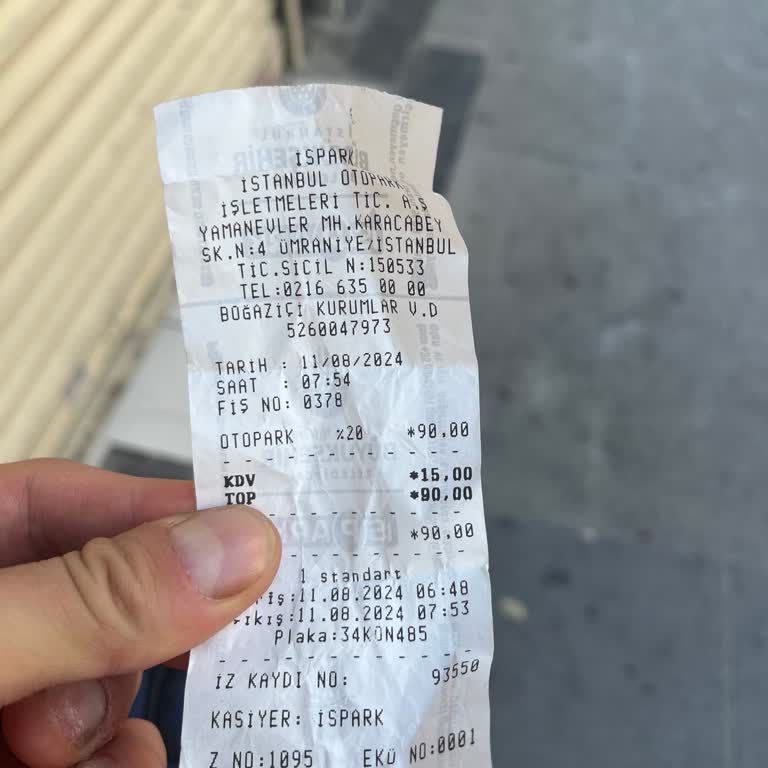 İSPARK
İSTANBUL OTOPARK
İŞLETMELERİ TİC. A.Ş
YAMANEVLER MH.KARACABEY
SK.N:4 ÜMRANİYE/İSTANBUL
TİC.SİCİL N:150533
TEL:0216 635 00 00
BOĞAZİÇİ KURUMLAR V.D
5260047973
TARİH : 11/08/2024
SAAT : 07:54
FİŞ NO: 0378
OTOPARK %20 *90,00
KDV *15,00
TOP *90,00
*90,00
1 standart
11.08.2024 06:48
Çıkış:11.08.2024 07:53
Plaka:34KON485
İZ KAYDI NO: 93550
KASİYER: İSPARK
Z NO:1095 EKÜ NO:0001